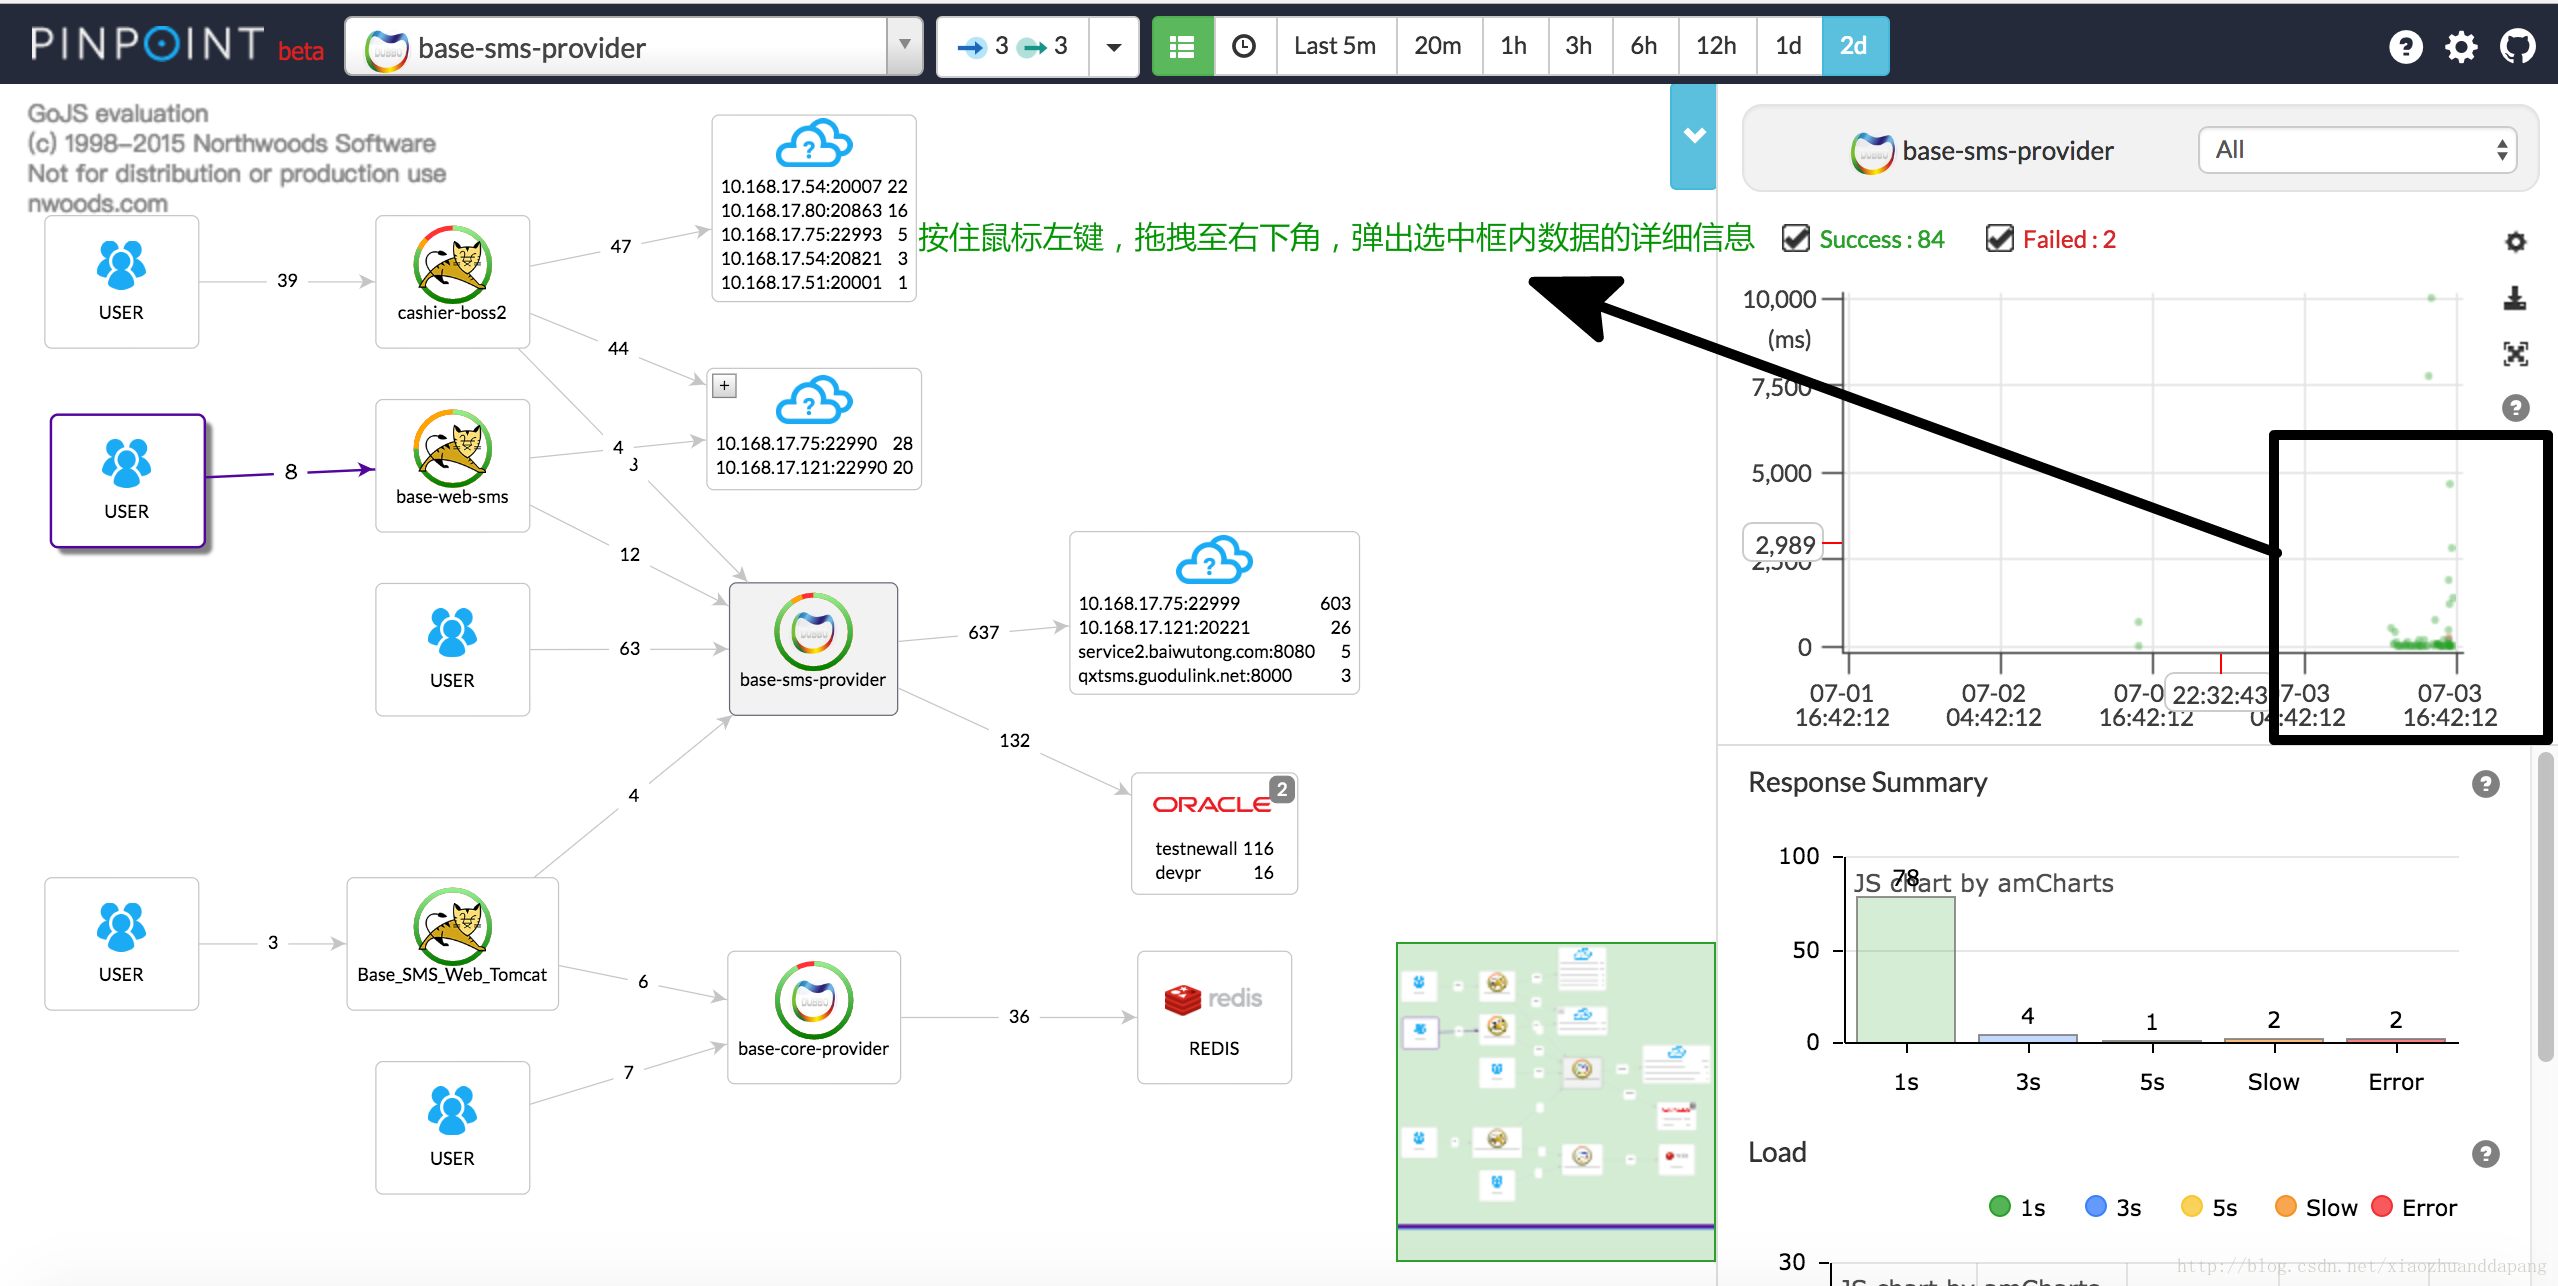 PINPOINT beta
base-sms-provider
3 3
Last 5m 20m 1h 3h 6h 12h 1d 2d
GoJS evaluation
(c) 1998-2015 Northwoods Software
Not for distribution or production use
nwoods.com
USER
39
cashier-boss2
47
10.168.17.54:20007 22
10.168.17.80:20863 16
10.168.17.75:22993 5
10.168.17.54:20821 3
10.168.17.51:20001 1
按住鼠标左键，拖拽至右下角，弹出选中框内数据的详细信息
44
+
10.168.17.75:22990 28
10.168.17.121:22990 20
USER
8
base-web-sms
4
3
12
USER
63
base-sms-provider
637
10.168.17.75:22999 603
10.168.17.121:20221 26
service2.baiwutong.com:8080 5
qxtsms.guodulink.net:8000 3
132
ORACLE 2
testnewall 116
devpr 16
4
USER
3
Base_SMS_Web_Tomcat
6
base-core-provider
36
redis
REDIS
USER
7
base-sms-provider All
Success : 84 Failed : 2
10,000
(ms)
7,500
5,000
2,989
2,500
0
07-01
16:42:12
07-02
04:42:12
07-0
16:42:12
22:32:43
7-03
04:42:12
07-03
16:42:12
Response Summary
100
50
0
JS chart by amCharts
78
4
1
2
2
1s 3s 5s Slow Error
Load
1s 3s 5s Slow Error
30
JS chart by amCharts
http://blog.csdn.net/xiaozhuanddapang